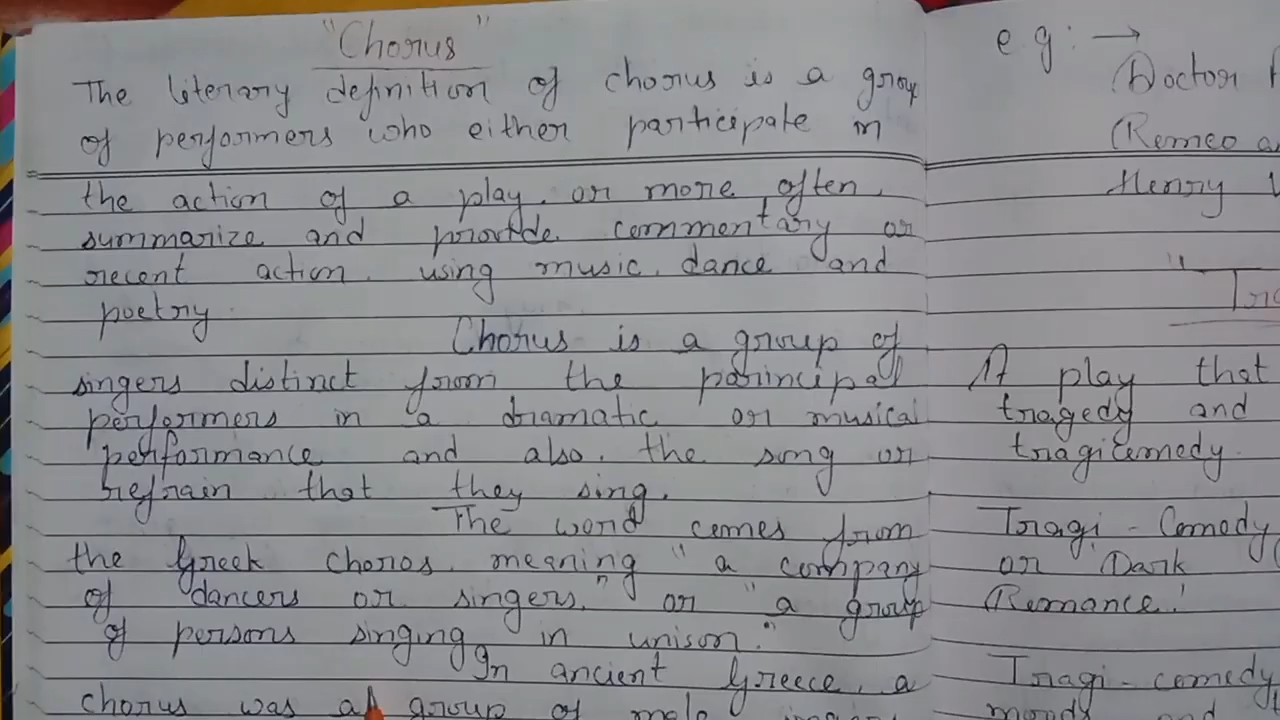 "Chorus"
The literary definition of chorus is a group
of performers who either participate in
the action of a play, or more often,
summarize and provide commentary or
recent action, using music, dance and
poetry.
Chorus is a group of
singers distinct from the parincipal
performers in a dramatic or musical
performance and also, the song or
refrain that they sing.
The word comes from
the Greek choros, meaning "a company
of dancers or singers," or "a group
of persons singing in unison."
In ancient Greece, a
chorus was a group of male
e g : →
Doctor
(Romeo
Henry
"
A play that
tragedy and
tragicomedy.
Tragi - Comedy
or Dark
Romance.'
Tragi - comedy,
and